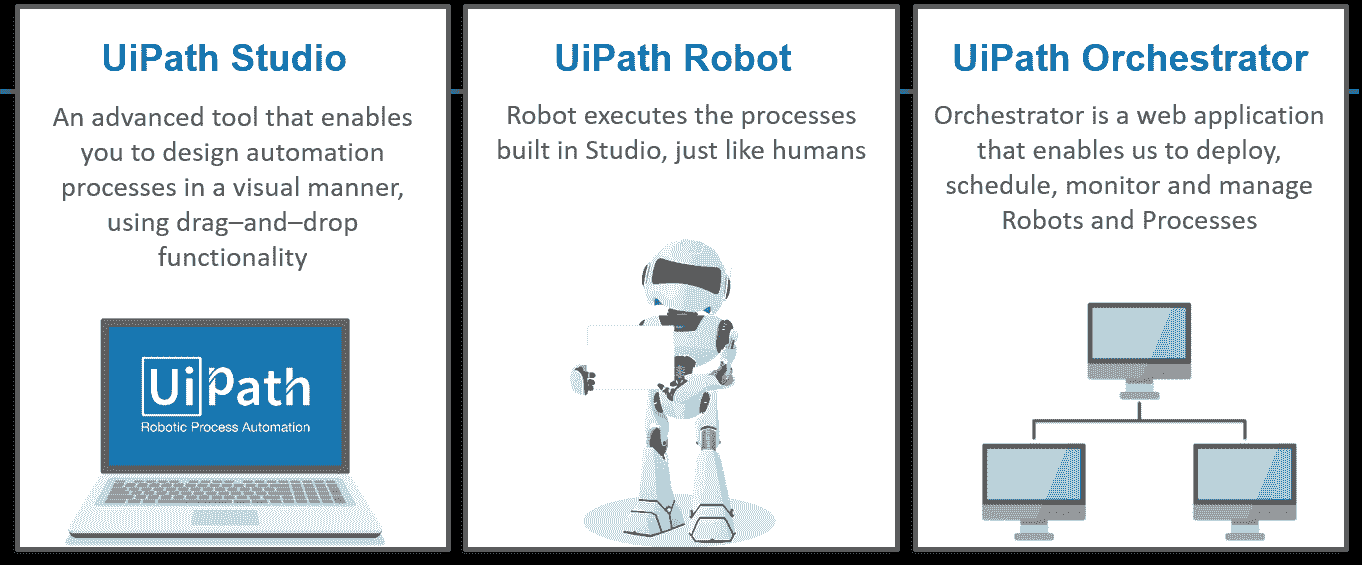 UiPath Studio
An advanced tool that enables
you to design automation
processes in a visual manner,
using drag–and–drop
functionality
UiPath
Robotic Process Automation
UiPath Robot
Robot executes the processes
built in Studio, just like humans
UiPath Orchestrator
Orchestrator is a web application
that enables us to deploy,
schedule, monitor and manage
Robots and Processes